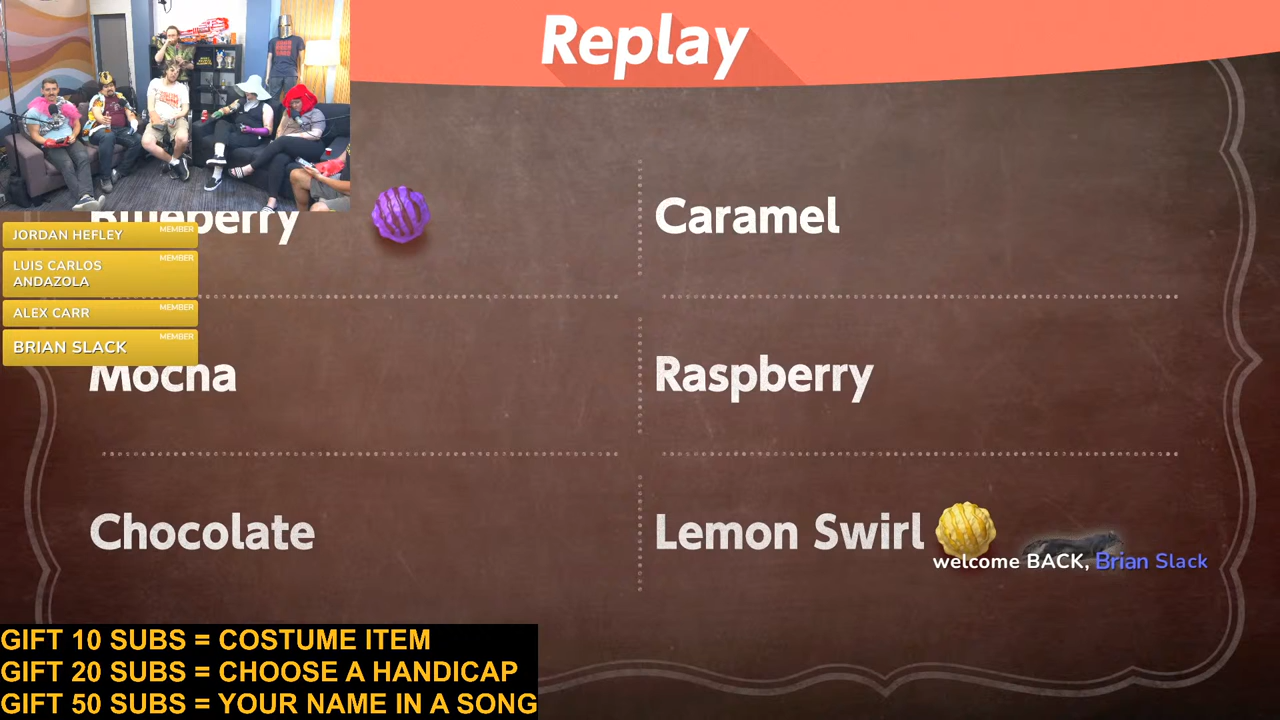 Replay
Blueberry
Caramel
JORDAN HEFLEY
MEMBER
LUIS CARLOS
ANDAZOLA
MEMBER
ALEX CARR
MEMBER
BRIAN SLACK
MEMBER
Mocha
Raspberry
Chocolate
Lemon Swirl
welcome BACK, Brian Slack
GIFT 10 SUBS = COSTUME ITEM
GIFT 20 SUBS = CHOOSE A HANDICAP
GIFT 50 SUBS = YOUR NAME IN A SONG